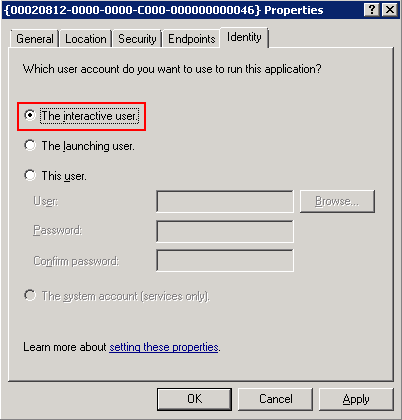 {00020812-0000-0000-C000-000000000046} Properties
General Location Security Endpoints Identity
Which user account do you want to use to run this application?
The interactive user.
The launching user.
This user.
User:
Browse...
Password:
Confirm password:
The system account (services only).
Learn more about setting these properties.
OK Cancel Apply